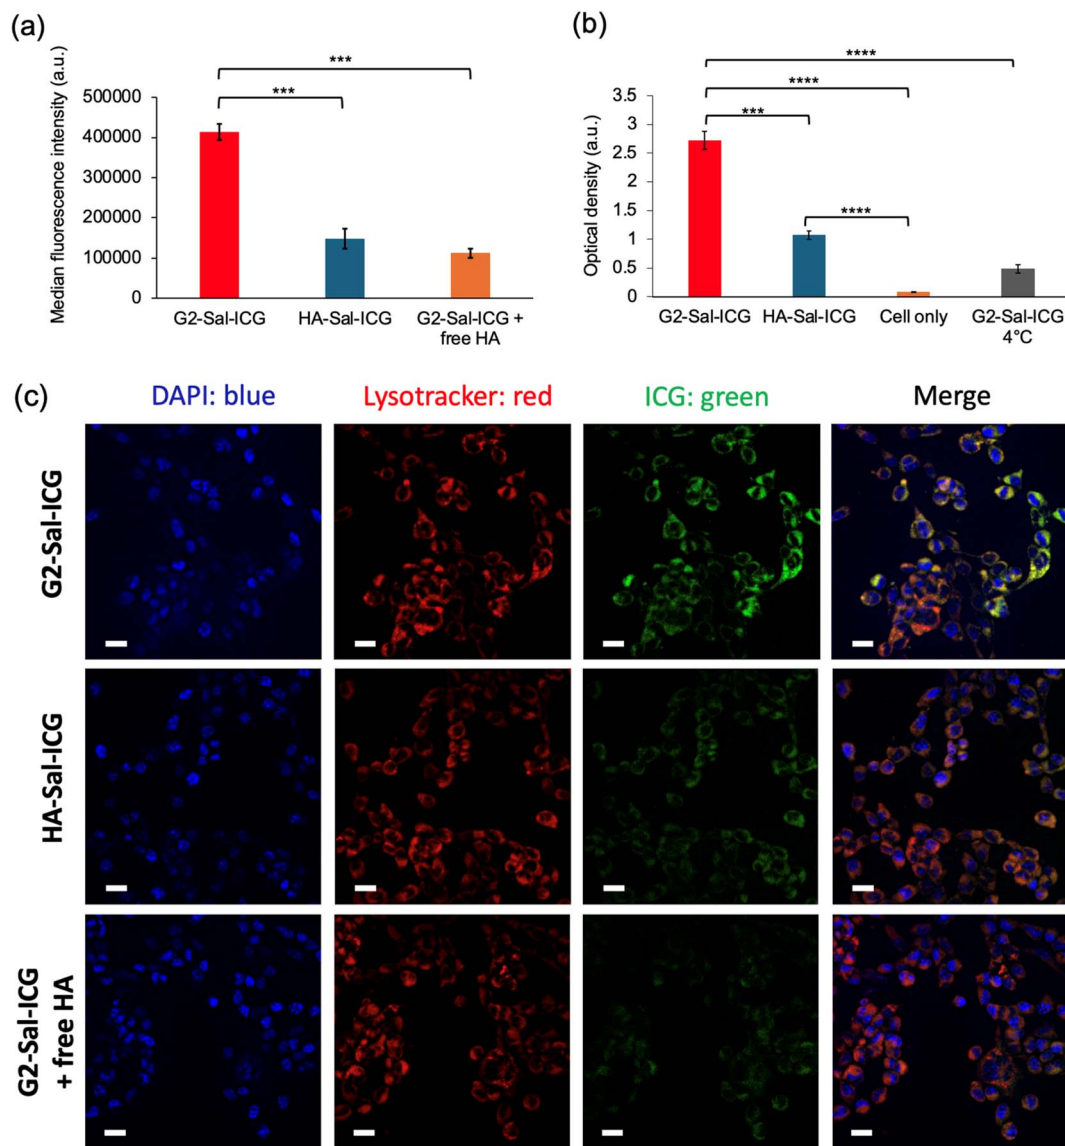 (a)
Median fluorescence intensity (a.u.)
500000
400000
300000
200000
100000
0
***
***
G2-Sal-ICG
HA-Sal-ICG
G2-Sal-ICG +
free HA
(b)
Optical density (a.u.)
3.5
3
2.5
2
1.5
1
0.5
0
****
****
***
****
G2-Sal-ICG
HA-Sal-ICG
Cell only
G2-Sal-ICG
4°C
(c)
DAPI: blue
Lysotracker: red
ICG: green
Merge
G2-Sal-ICG
HA-Sal-ICG
G2-Sal-ICG
+ free HA